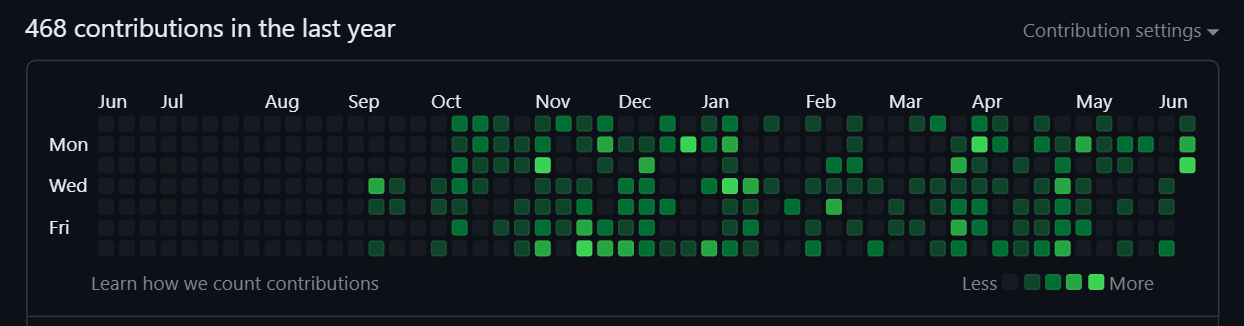 468 contributions in the last year
Contribution settings
Jun Jul Aug Sep Oct Nov Dec Jan Feb Mar Apr May Jun
Mon
Wed
Fri
Learn how we count contributions
Less More